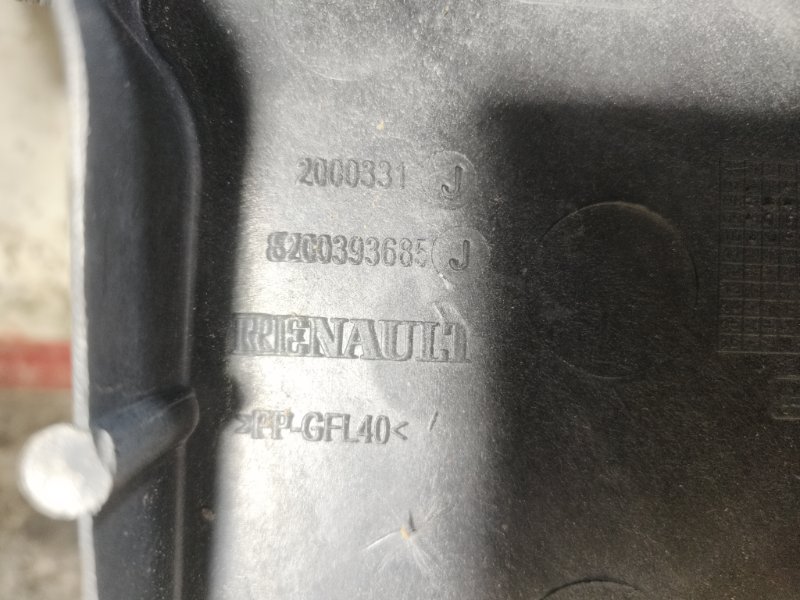 2000331 J
8200393685 J
RENAULT
>PP-GFL40<